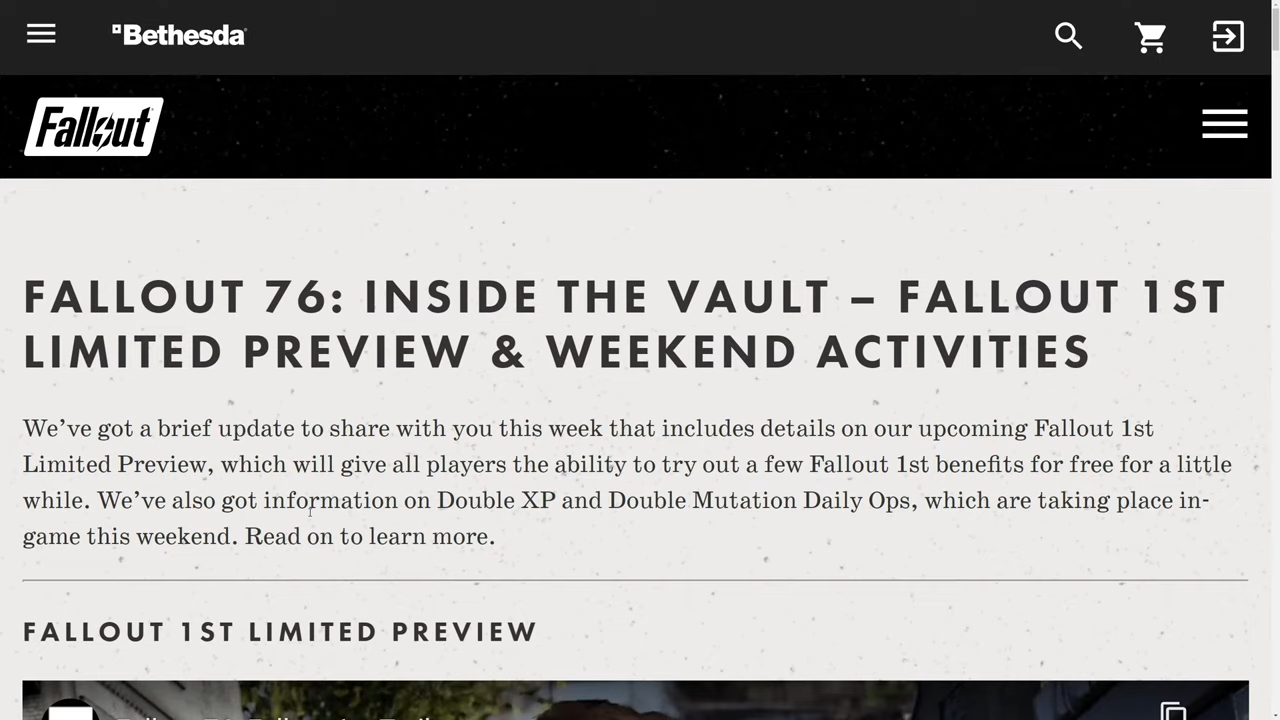 Bethesda
Fallout
FALLOUT 76: INSIDE THE VAULT – FALLOUT 1ST
LIMITED PREVIEW & WEEKEND ACTIVITIES
We’ve got a brief update to share with you this week that includes details on our upcoming Fallout 1st
Limited Preview, which will give all players the ability to try out a few Fallout 1st benefits for free for a little
while. We’ve also got information on Double XP and Double Mutation Daily Ops, which are taking place in-
game this weekend. Read on to learn more.
FALLOUT 1ST LIMITED PREVIEW